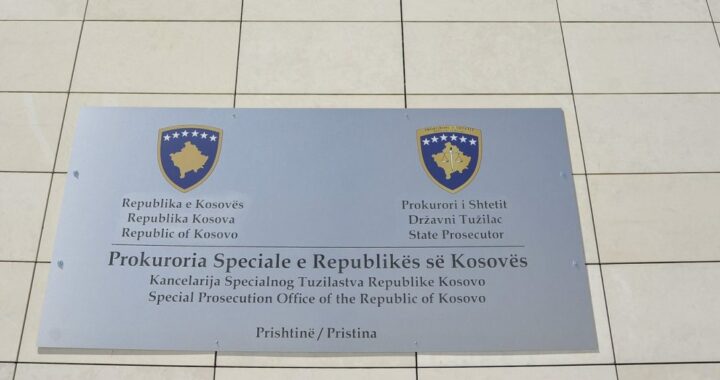 Republika e Kosovës
Republika Kosova
Republic of Kosovo
Prokurori i Shtetit
Državni Tužilac
State Prosecutor
Prokuroria Speciale e Republikës së Kosovës
Kancelarija Specialnog Tuzilastva Republike Kosovo
Special Prosecution Office of the Republic of Kosovo
Prishtinë / Pristina